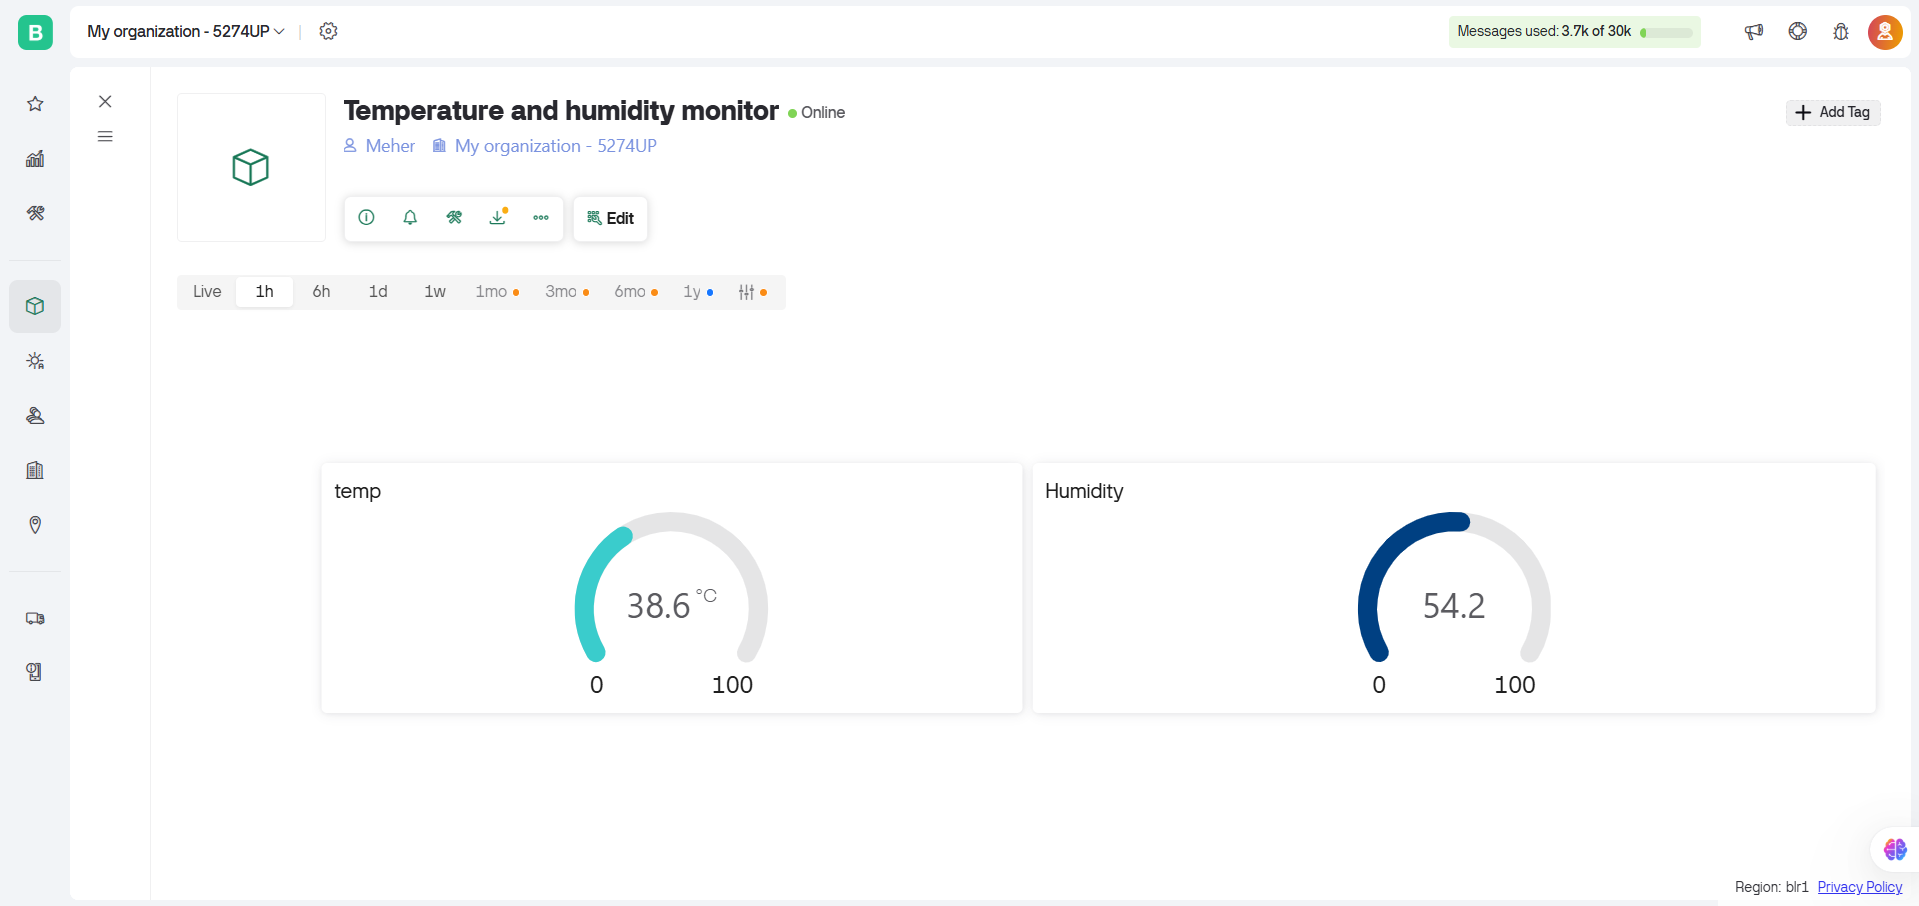 B
My organization - 5274UP
Messages used: 3.7k of 30k
Temperature and humidity monitor
Online
Add Tag
Meher
My organization - 5274UP
Edit
Live 1h 6h 1d 1w 1mo 3mo 6mo 1y
temp
38.6 °C
0 100
Humidity
54.2
0 100
Region: blr1 Privacy Policy